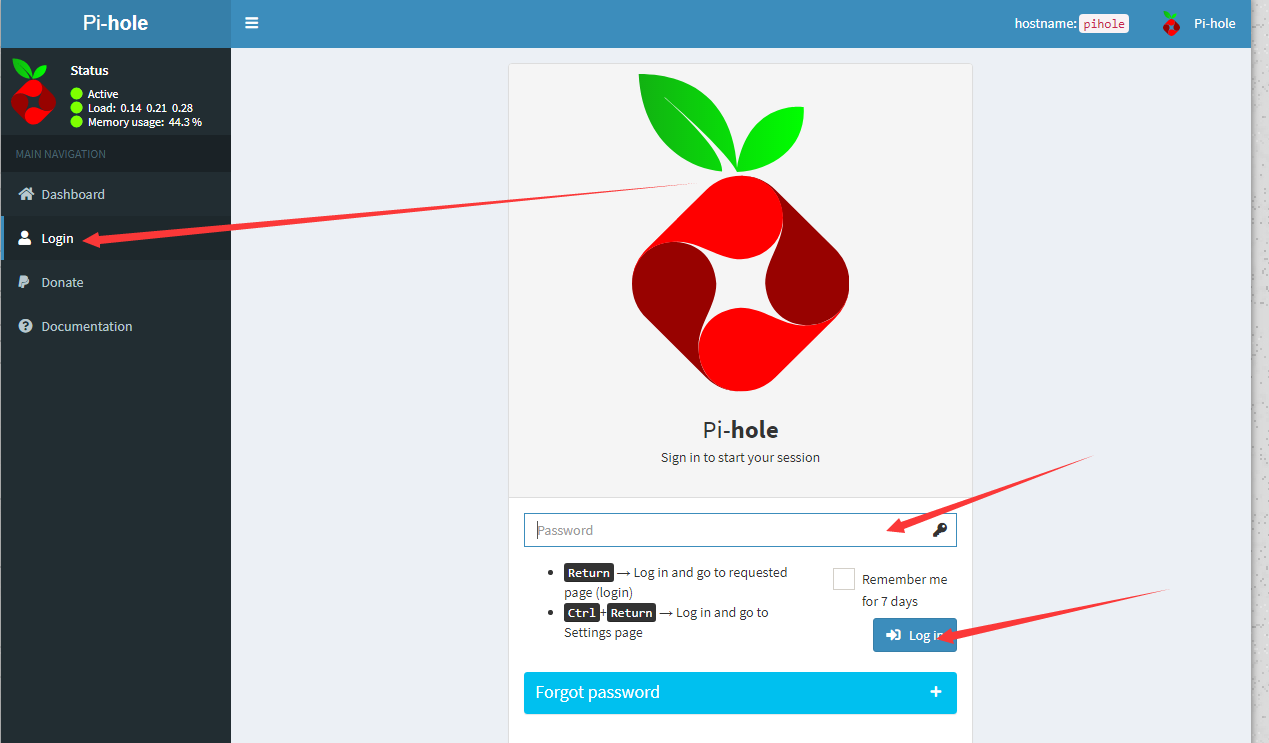 Pi-hole
hostname: pihole
Pi-hole
Status
Active
Load: 0.14 0.21 0.28
Memory usage: 44.3 %
MAIN NAVIGATION
Dashboard
Login
Donate
Documentation
Pi-hole
Sign in to start your session
Password
Return → Log in and go to requested
page (login)
Ctrl+Return → Log in and go to
Settings page
Remember me
for 7 days
Log in
Forgot password